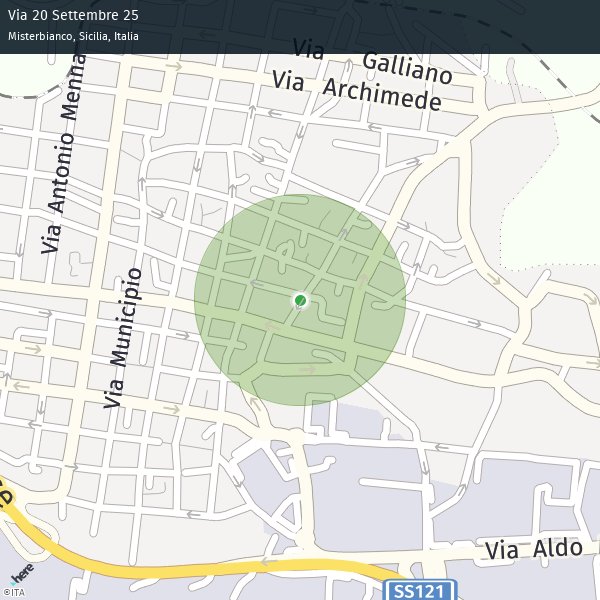 Via 20 Settembre 25
Misterbianco, Sicilia, Italia
Via Galliano
Via Archimede
Via Antonio Menna
Via Municipio
Via Aldo
SS121
here
©ITA